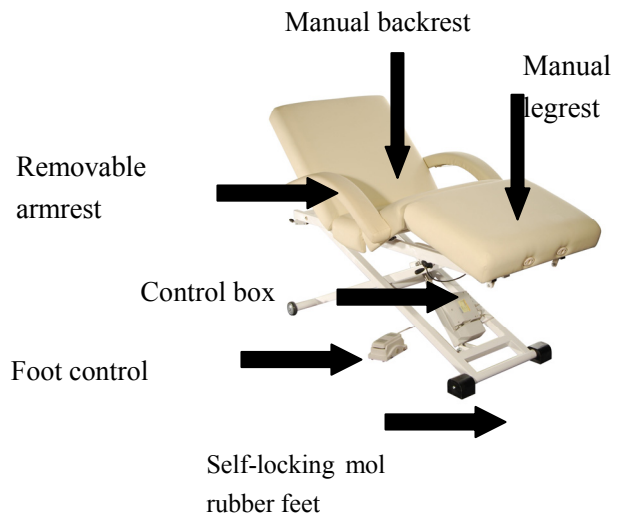 Manual backrest
Manual
legrest
Removable
armrest
Control box
Foot control
Self-locking mol
rubber feet